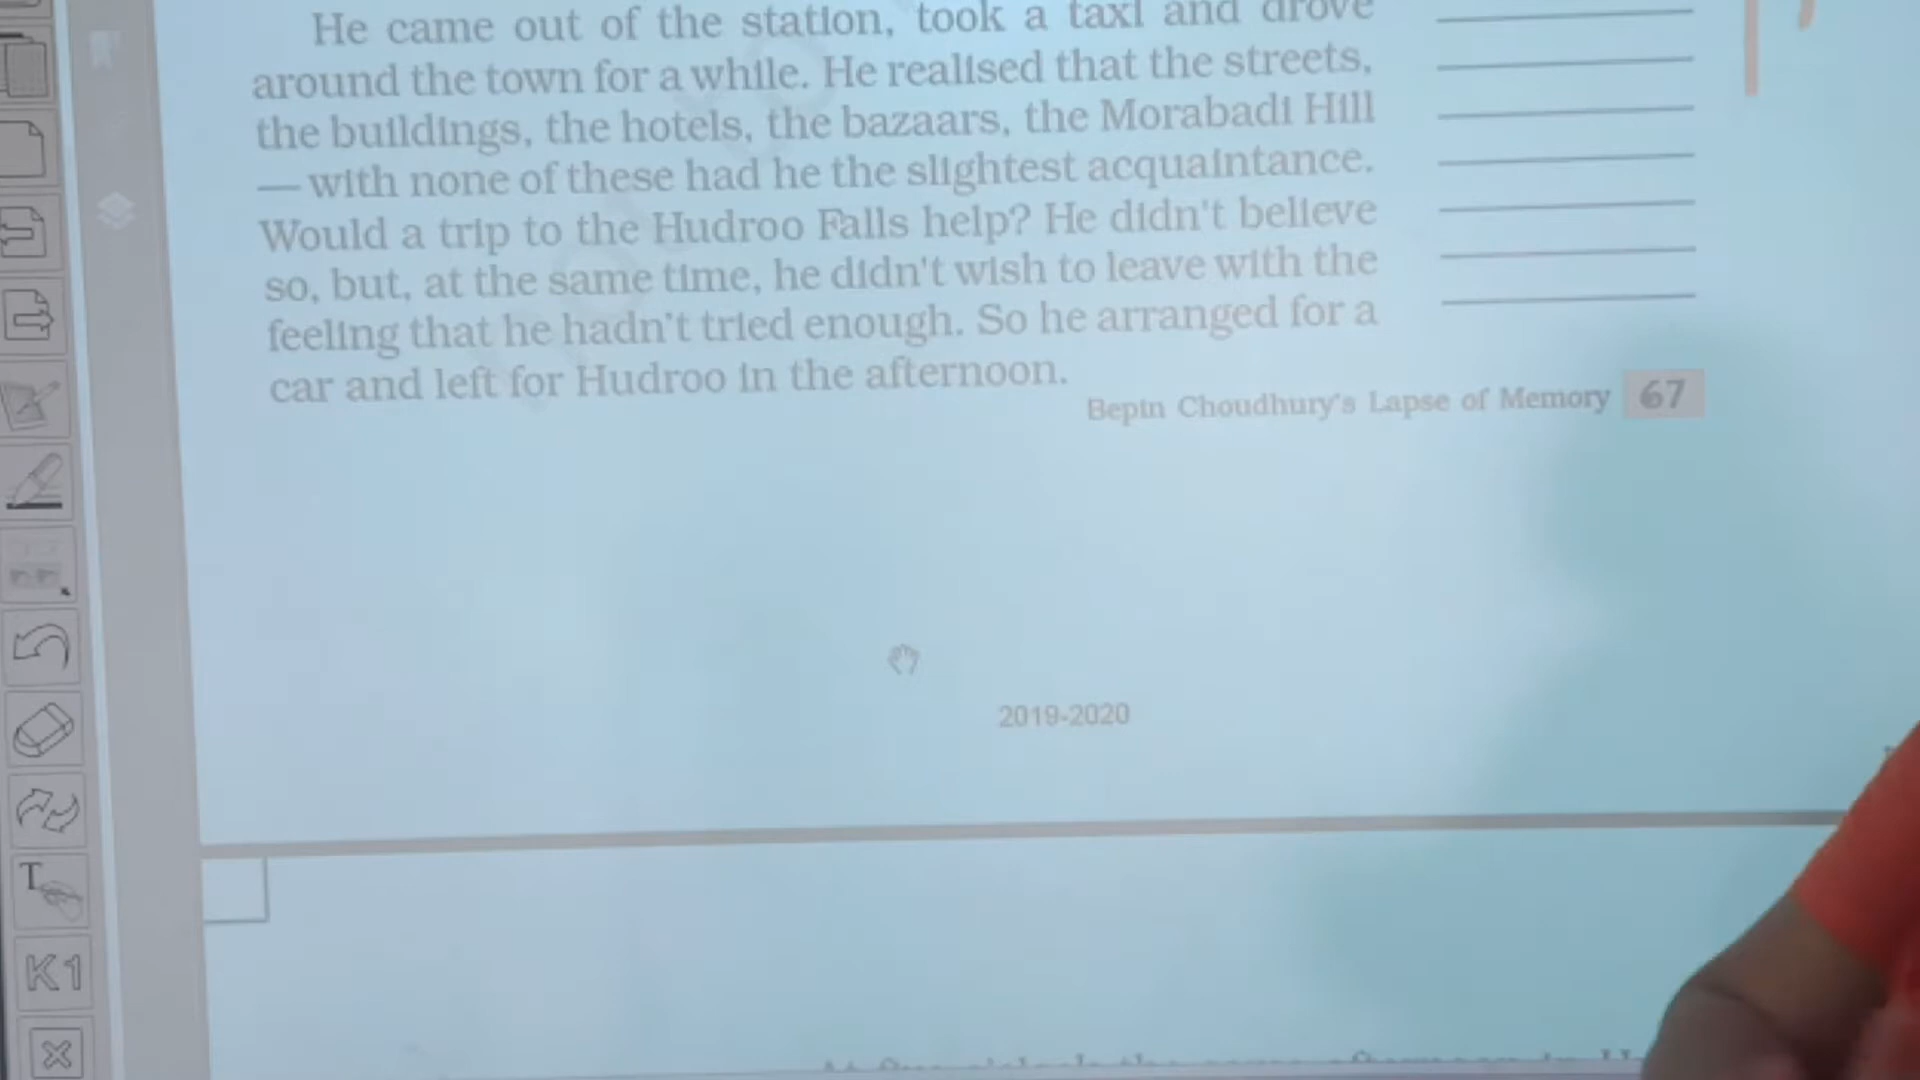 He came out of the station, took a taxi and drove
around the town for a while. He realised that the streets,
the buildings, the hotels, the bazaars, the Morabadi Hill
— with none of these had he the slightest acquaintance.
Would a trip to the Hudroo Falls help? He didn't believe
so, but, at the same time, he didn't wish to leave with the
feeling that he hadn't tried enough. So he arranged for a
car and left for Hudroo in the afternoon.
Bepin Choudhury's Lapse of Memory 67
2019-2020
T
K1